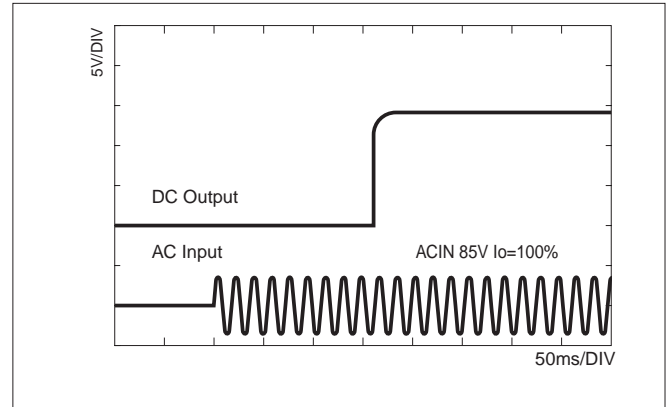 5V/DIV
DC Output
AC Input
ACIN 85V Io=100%
50ms/DIV